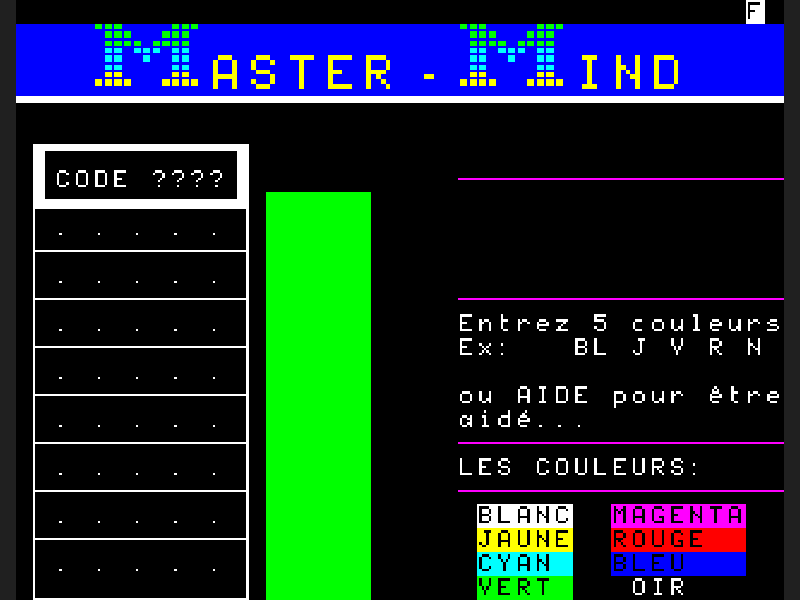 F
MASTER - MIND
CODE ????
. . . . .
. . . . .
. . . . .
. . . . .
. . . . .
. . . . .
. . . . .
. . . . .
Entrez 5 couleurs
Ex: BL J V R N
ou AIDE pour être
aidé...
LES COULEURS:
BLANC MAGENTA
JAUNE ROUGE
CYAN BLEU
VERT OIR